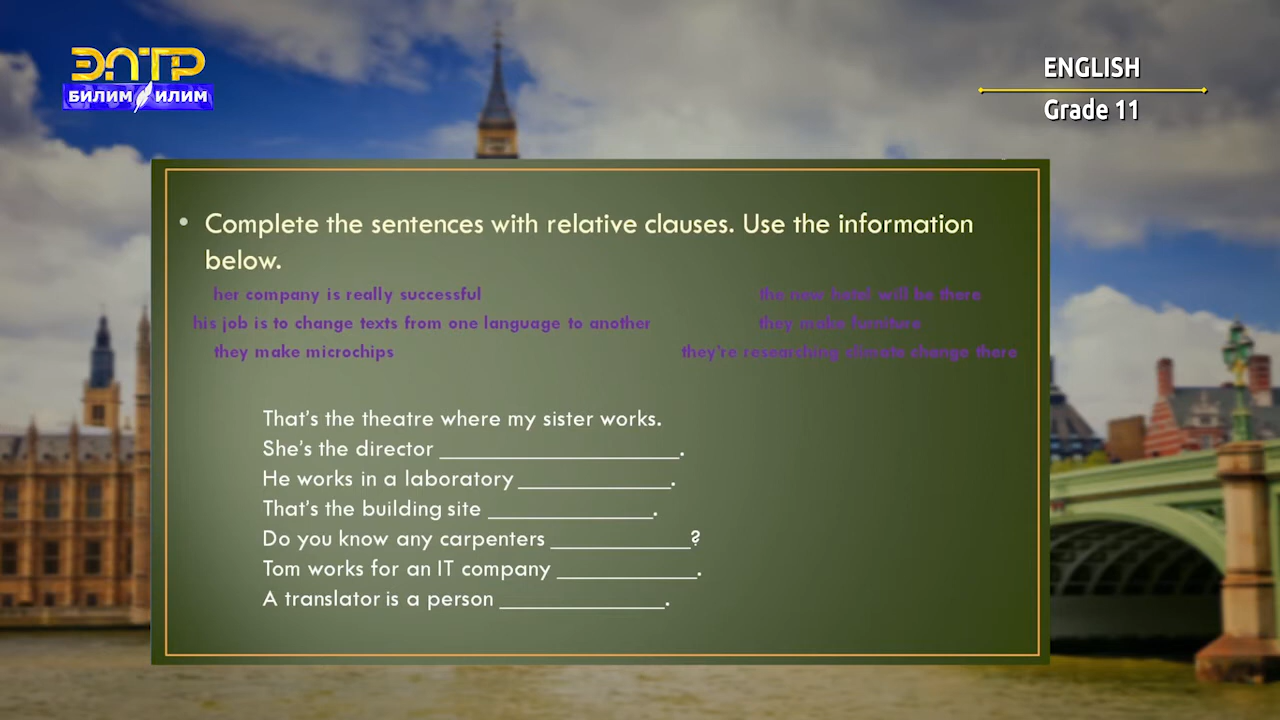 ЭЛТР
БИЛИМ ИЛИМ
ENGLISH
Grade 11
• Complete the sentences with relative clauses. Use the information
below.
her company is really successful the new hotel will be there
his job is to change texts from one language to another they make furniture
they make microchips they're researching climate change there
That's the theatre where my sister works.
She's the director ____________________.
He works in a laboratory _____________.
That's the building site ______________.
Do you know any carpenters ____________?
Tom works for an IT company ____________.
A translator is a person ______________.